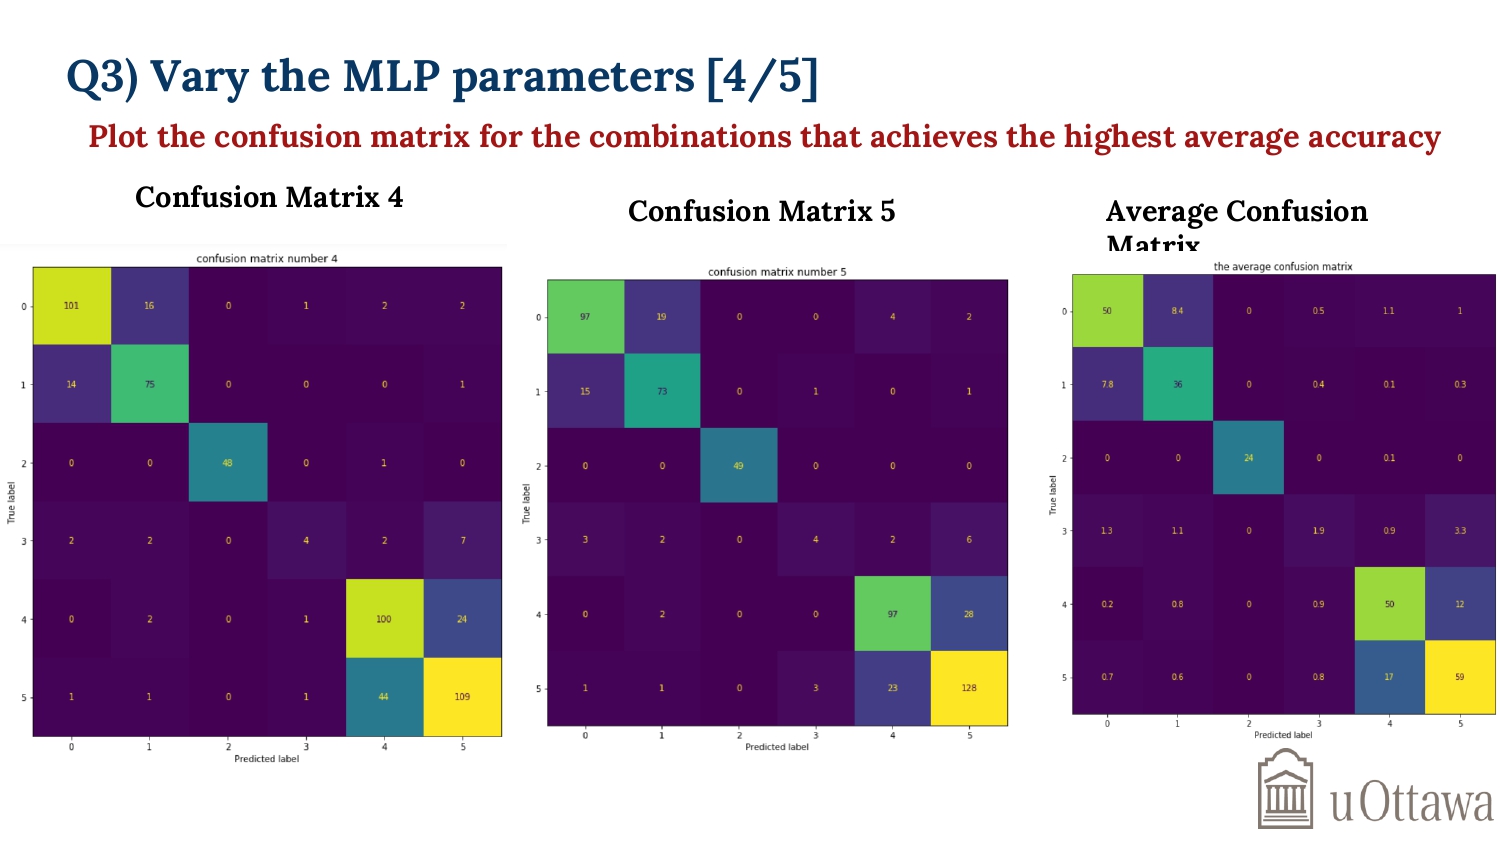 Q3) Vary the MLP parameters [4/5]
Plot the confusion matrix for the combinations that achieves the highest average accuracy
Confusion Matrix 4
Confusion Matrix 5
Average Confusion
Matrix
confusion matrix number 4
0 101 16 0 1 2 2
1 14 75 0 0 0 1
2 0 0 48 0 1 0
3 2 2 0 4 2 7
4 0 2 0 1 100 24
5 1 1 0 1 44 109
0 1 2 3 4 5
True label
Predicted label
confusion matrix number 5
0 97 19 0 0 4 2
1 15 73 0 1 0 1
2 0 0 49 0 0 0
3 3 2 0 4 2 6
4 0 2 0 0 97 28
5 1 1 0 3 23 128
0 1 2 3 4 5
True label
Predicted label
the average confusion matrix
0 50 8.4 0 0.5 1.1 1
1 7.8 36 0 0.4 0.1 0.3
2 0 0 24 0 0.1 0
3 1.3 1.1 0 1.9 0.9 3.3
4 0.2 0.8 0 0.9 50 12
5 0.7 0.6 0 0.8 17 59
0 1 2 3 4 5
True label
Predicted label
uOttawa